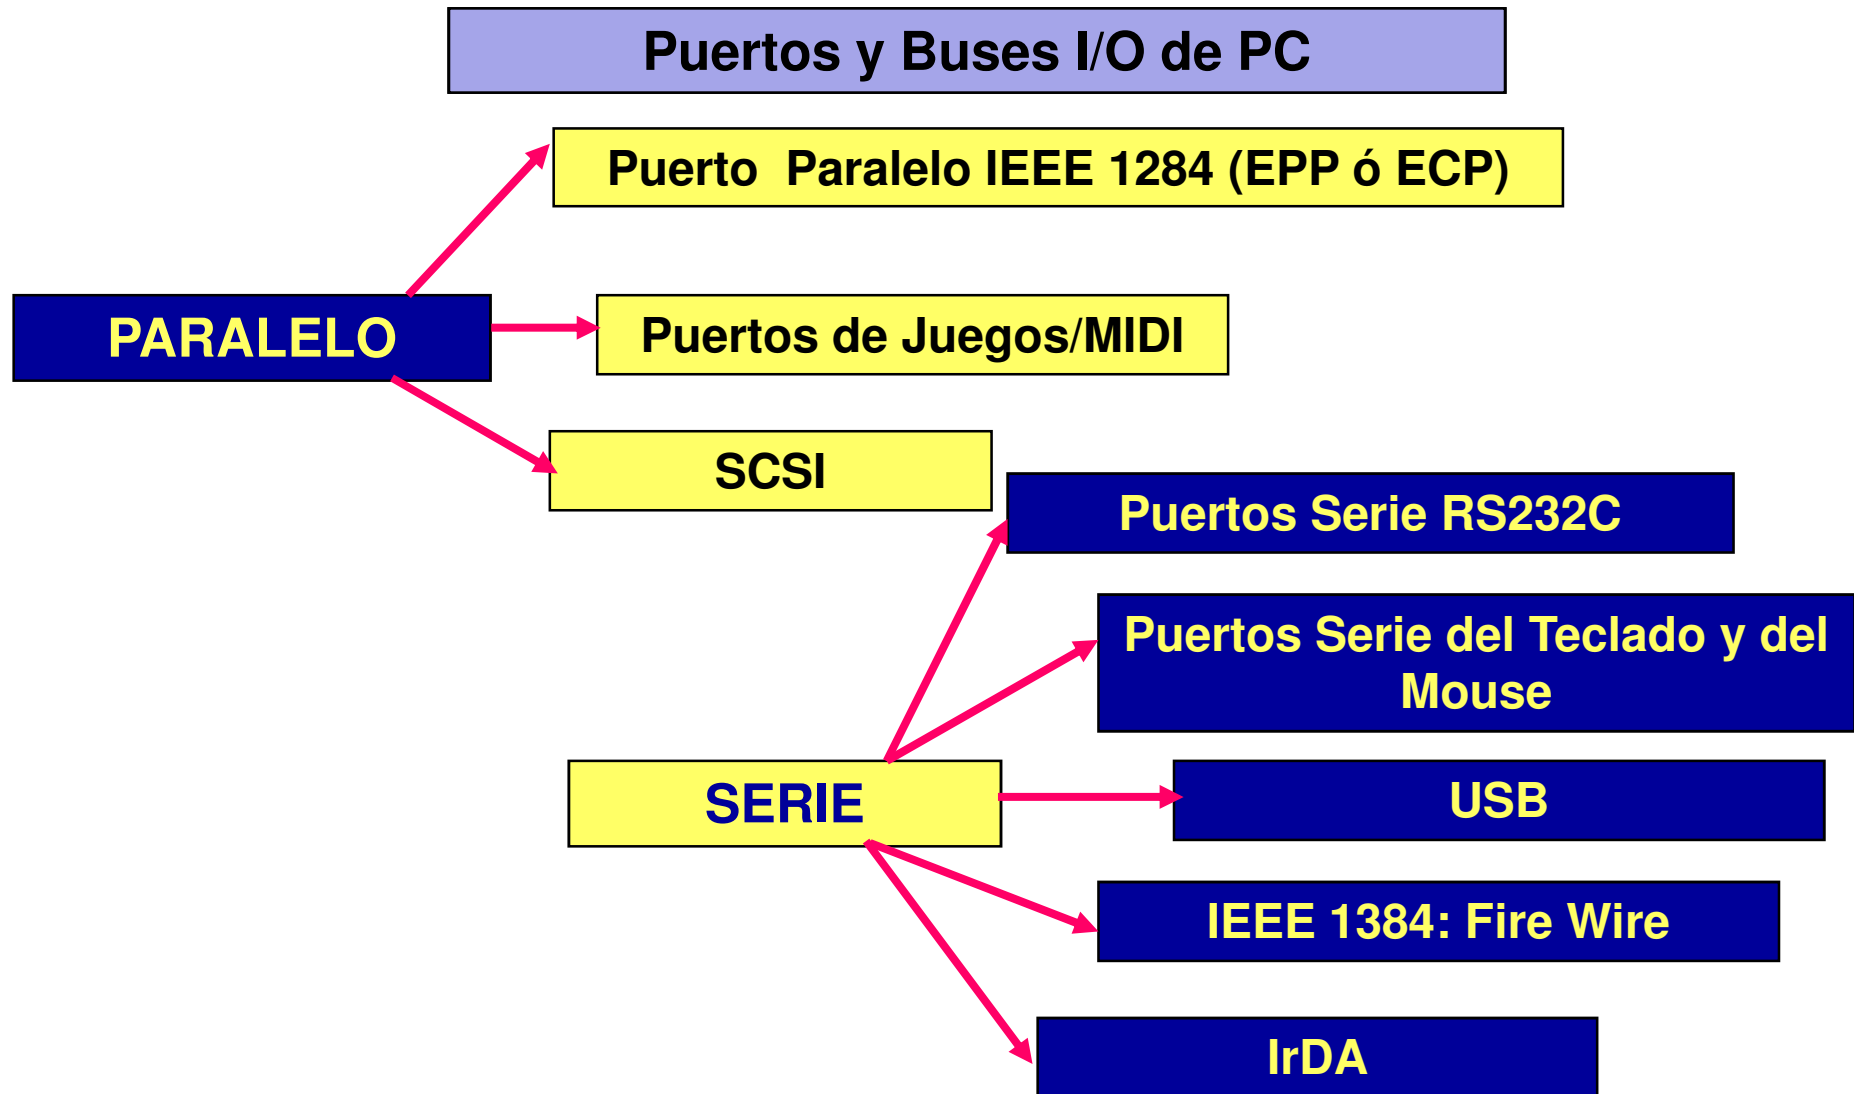 Puertos y Buses I/O de PC
Puerto Paralelo IEEE 1284 (EPP ó ECP)
PARALELO
Puertos de Juegos/MIDI
SCSI
Puertos Serie RS232C
Puertos Serie del Teclado y del
Mouse
SERIE
USB
IEEE 1384: Fire Wire
IrDA